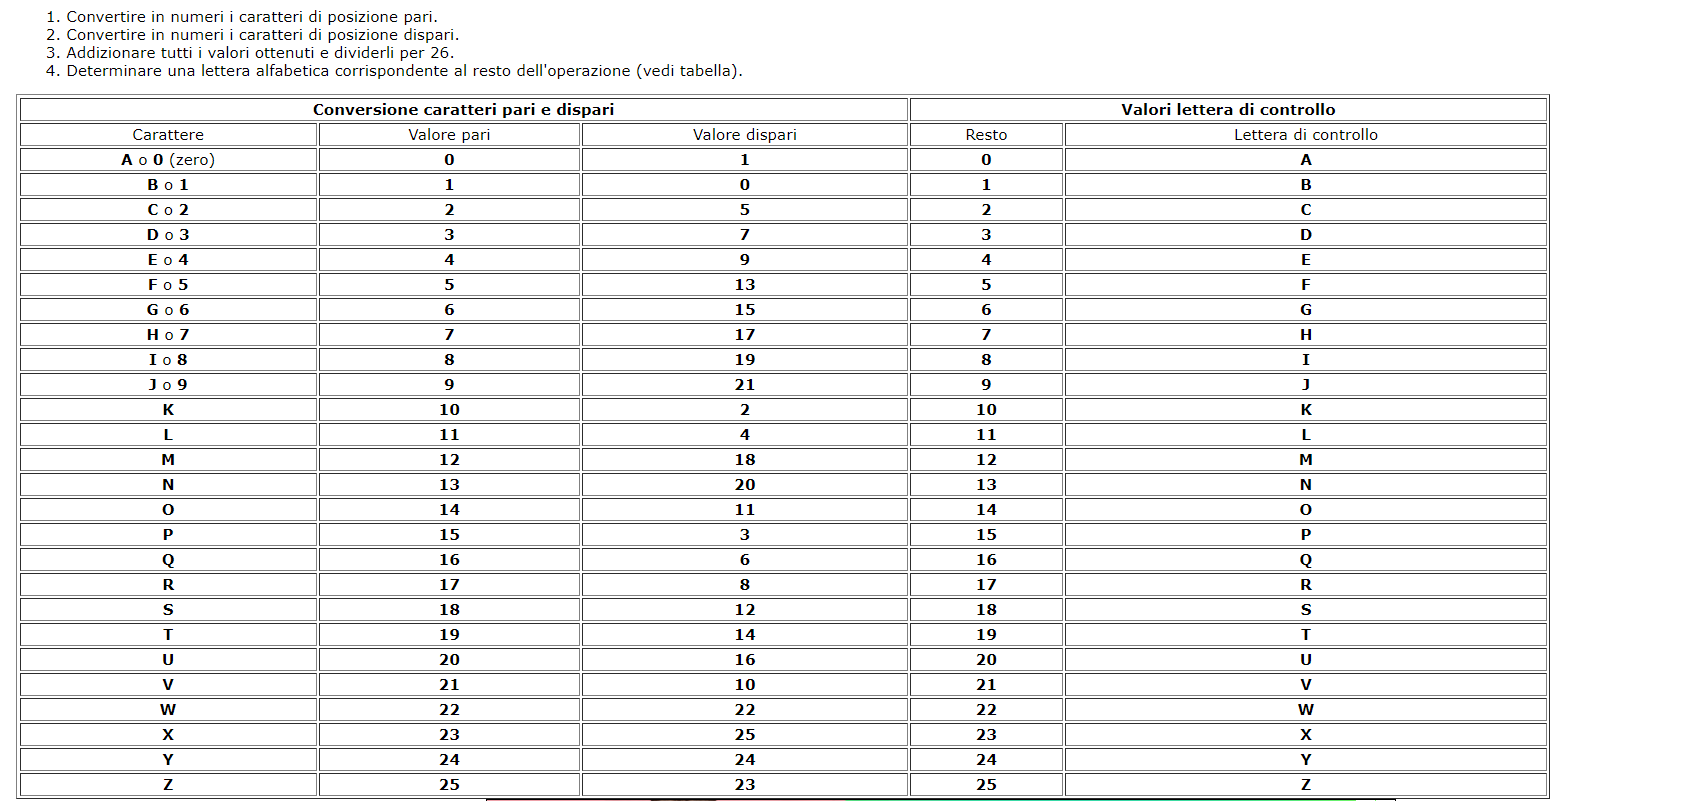 1. Convertire in numeri i caratteri di posizione pari.
2. Convertire in numeri i caratteri di posizione dispari.
3. Addizionare tutti i valori ottenuti e dividerli per 26.
4. Determinare una lettera alfabetica corrispondente al resto dell'operazione (vedi tabella).
Conversione caratteri pari e dispari Valori lettera di controllo
Carattere Valore pari Valore dispari Resto Lettera di controllo
A o 0 (zero) 0 1 0 A
B o 1 1 0 1 B
C o 2 2 5 2 C
D o 3 3 7 3 D
E o 4 4 9 4 E
F o 5 5 13 5 F
G o 6 6 15 6 G
H o 7 7 17 7 H
I o 8 8 19 8 I
J o 9 9 21 9 J
K 10 2 10 K
L 11 4 11 L
M 12 18 12 M
N 13 20 13 N
O 14 11 14 O
P 15 3 15 P
Q 16 6 16 Q
R 17 8 17 R
S 18 12 18 S
T 19 14 19 T
U 20 16 20 U
V 21 10 21 V
W 22 22 22 W
X 23 25 23 X
Y 24 24 24 Y
Z 25 23 25 Z